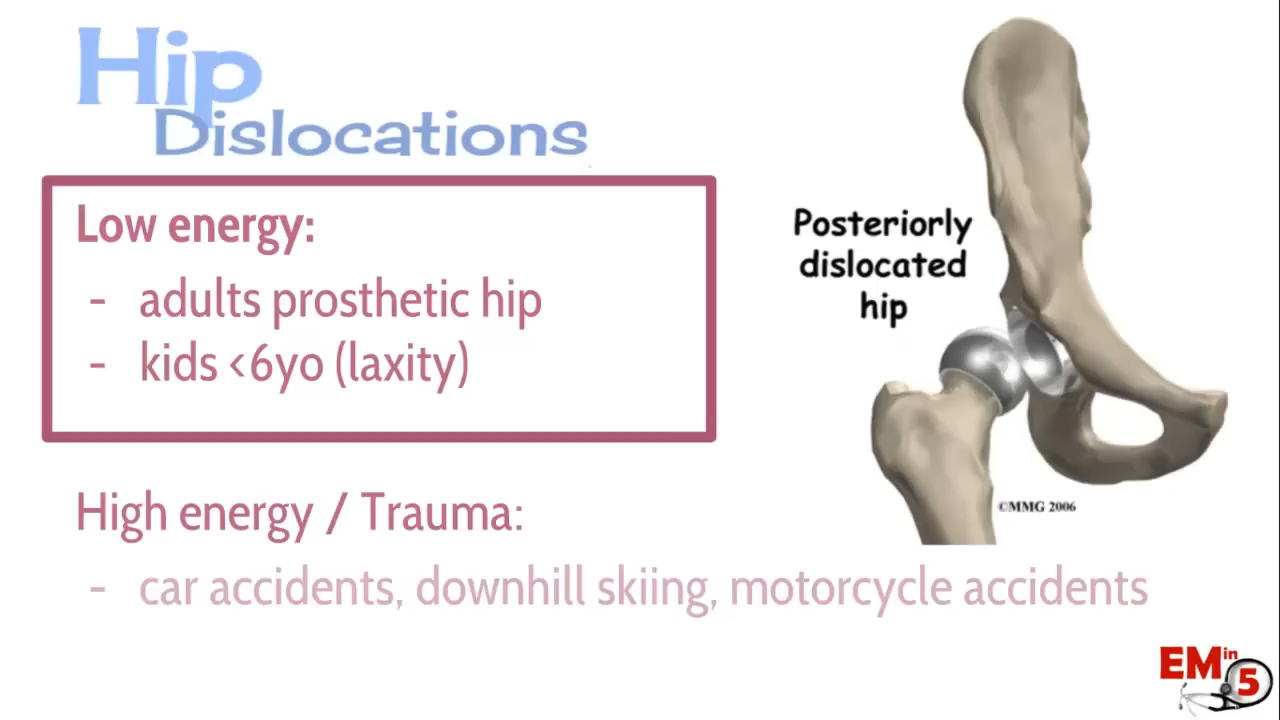 Hip
Dislocations
Low energy:
- adults prosthetic hip
- kids <6yo (laxity)
High energy / Trauma:
- car accidents, downhill skiing, motorcycle accidents
Posteriorly
dislocated
hip
©MMG 2006
EM in 5